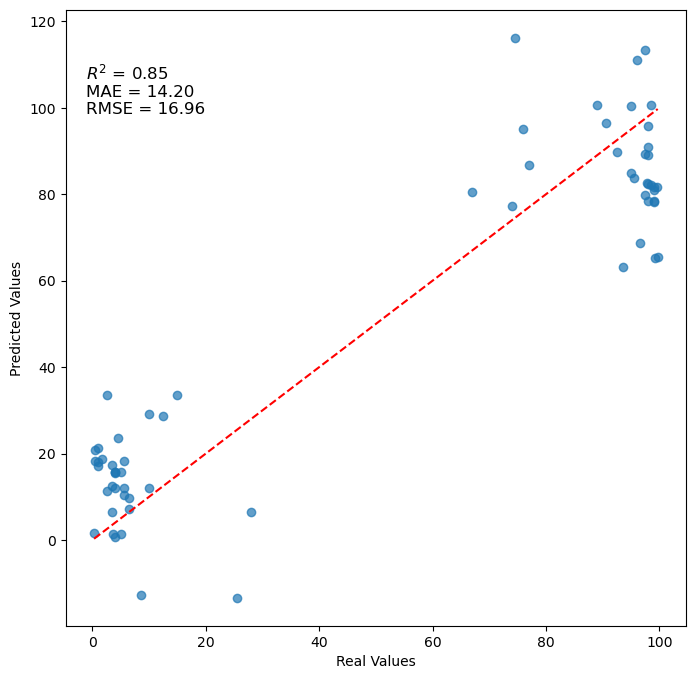 120
100
80
60
40
20
0
R² = 0.85
MAE = 14.20
RMSE = 16.96
Predicted Values
0 20 40 60 80 100
Real Values